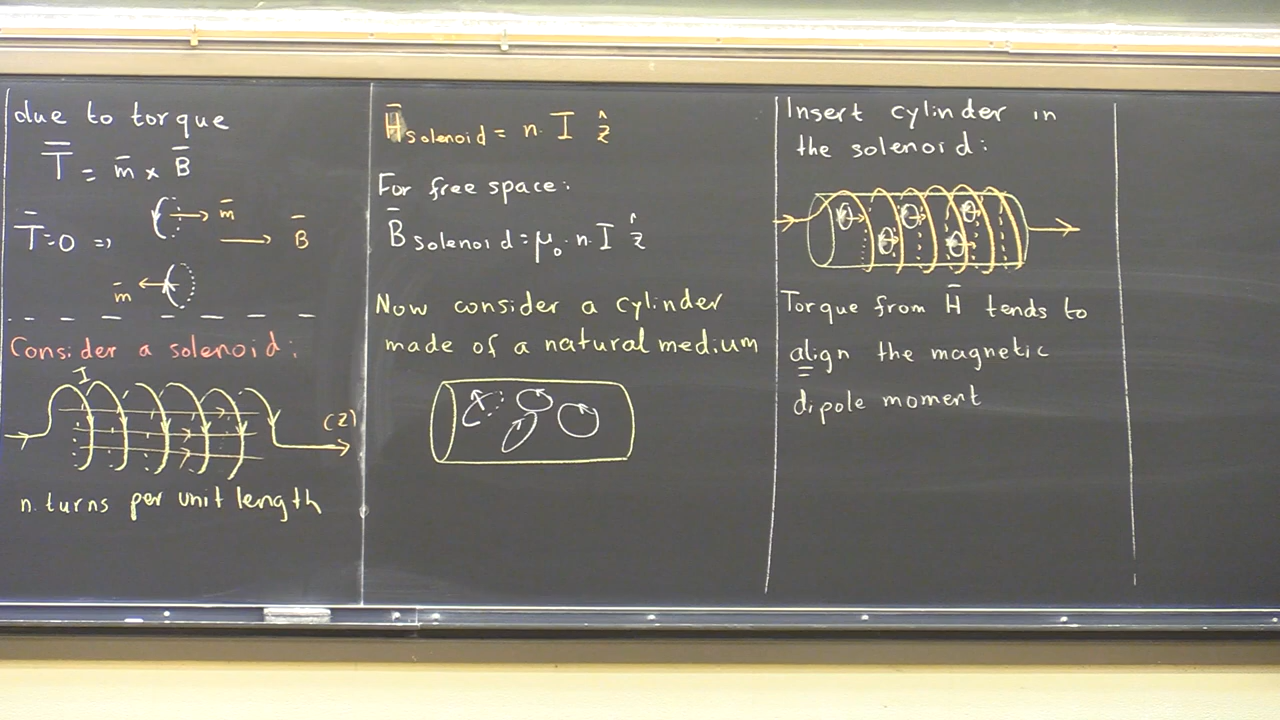 due to torque
T̄ = m̄ × B̄
m̄
T̄=0 ⇒ B̄
m̄
Consider a solenoid:
I
(z)
n. turns per unit length
H̄solenoid = n. I ẑ
For free space:
B̄solenoid = μ₀. n. I ẑ
Now consider a cylinder
made of a natural medium
Insert cylinder in
the solenoid:
Torque from H̄ tends to
align the magnetic
dipole moment